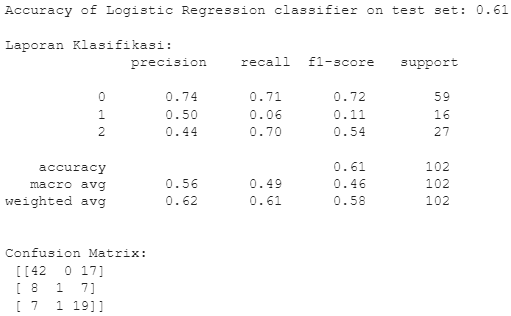 Accuracy of Logistic Regression classifier on test set: 0.61
Laporan Klasifikasi:
precision recall f1-score support
0 0.74 0.71 0.72 59
1 0.50 0.06 0.11 16
2 0.44 0.70 0.54 27
accuracy 0.61 102
macro avg 0.56 0.49 0.46 102
weighted avg 0.62 0.61 0.58 102
Confusion Matrix:
[[42 0 17]
[ 8 1 7]
[ 7 1 19]]